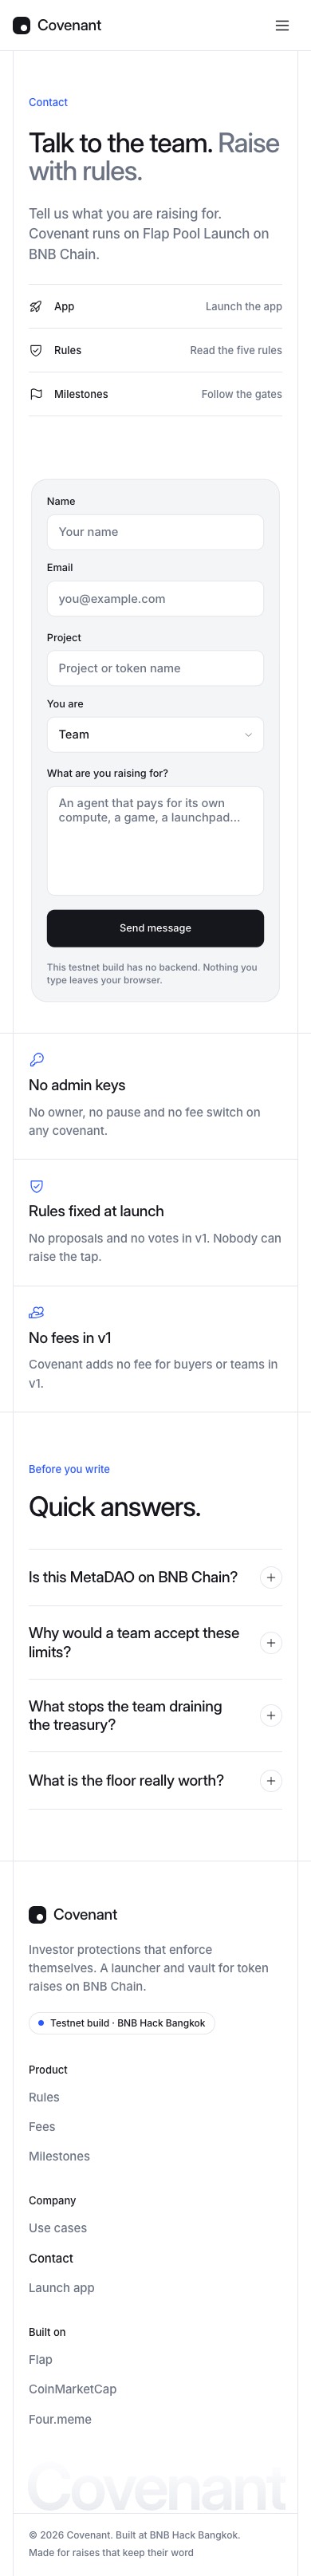 Covenant
Contact
Talk to the team. Raise
with rules.
Tell us what you are raising for.
Covenant runs on Flap Pool Launch on
BNB Chain.
App Launch the app
Rules Read the five rules
Milestones Follow the gates
Name
Your name
Email
you@example.com
Project
Project or token name
You are
Team
What are you raising for?
An agent that pays for its own
compute, a game, a launchpad...
Send message
This testnet build has no backend. Nothing you
type leaves your browser.
No admin keys
No owner, no pause and no fee switch on
any covenant.
Rules fixed at launch
No proposals and no votes in v1. Nobody can
raise the tap.
No fees in v1
Covenant adds no fee for buyers or teams in
v1.
Before you write
Quick answers.
Is this MetaDAO on BNB Chain?
Why would a team accept these
limits?
What stops the team draining
the treasury?
What is the floor really worth?
Covenant
Investor protections that enforce
themselves. A launcher and vault for token
raises on BNB Chain.
Testnet build · BNB Hack Bangkok
Product
Rules
Fees
Milestones
Company
Use cases
Contact
Launch app
Built on
Flap
CoinMarketCap
Four.meme
Covenant
© 2026 Covenant. Built at BNB Hack Bangkok.
Made for raises that keep their word